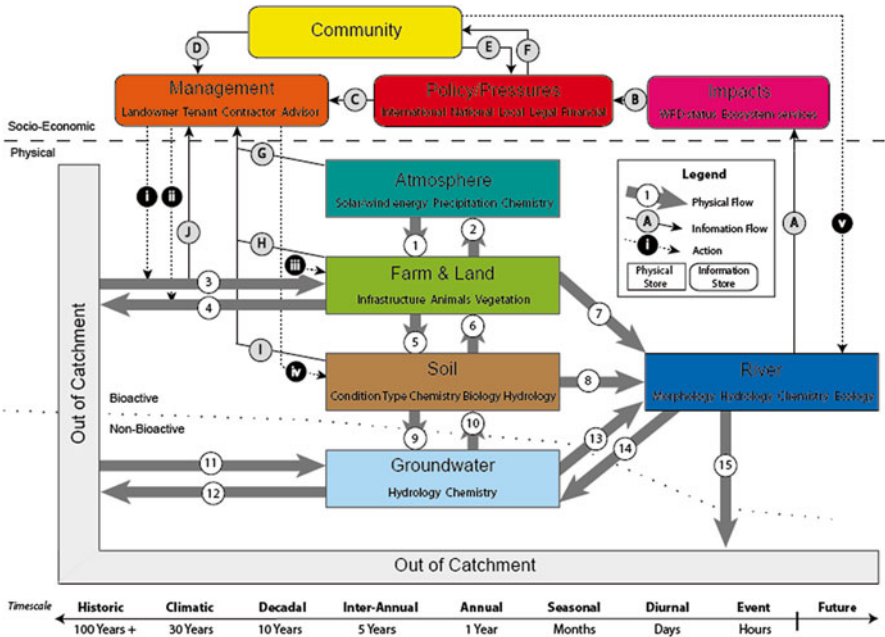 Community
D
E
F
Management
Landowner Tenant Contractor Advisor
C
Policy/Pressures
International National Local Legal Financial
B
Impacts
WFD status Ecosystem services
Socio-Economic
Physical
G
i
ii
J
Atmosphere
Solar-wind energy Precipitation Chemistry
Legend
1 Physical Flow
A Infomation Flow
i Action
Physical Store
Information Store
A
v
1
2
H
iii
Farm & Land
Infrastructure Animals Vegetation
3
4
7
5
6
I
iv
Soil
Condition Type Chemistry Biology Hydrology
8
River
Morphology Hydrology Chemistry Ecology
Out of Catchment
Bioactive
Non-Bioactive
9
10
13
14
15
11
12
Groundwater
Hydrology Chemistry
Out of Catchment
Timescale Historic Climatic Decadal Inter-Annual Annual Seasonal Diurnal Event Future
100 Years + 30 Years 10 Years 5 Years 1 Year Months Days Hours